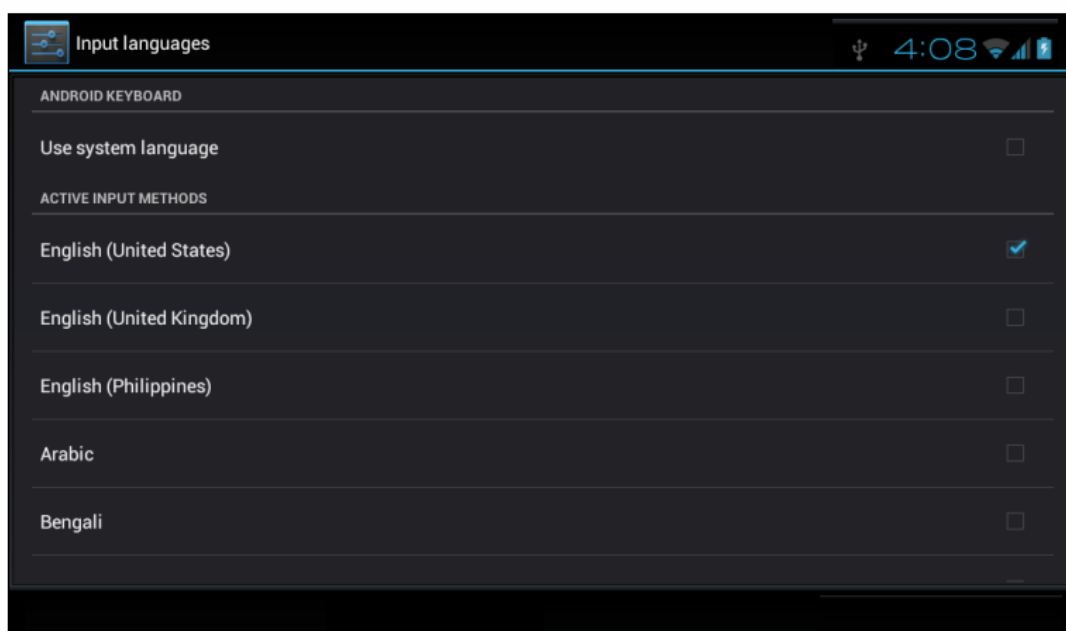 Input languages
4:08
ANDROID KEYBOARD
Use system language
ACTIVE INPUT METHODS
English (United States)
English (United Kingdom)
English (Philippines)
Arabic
Bengali